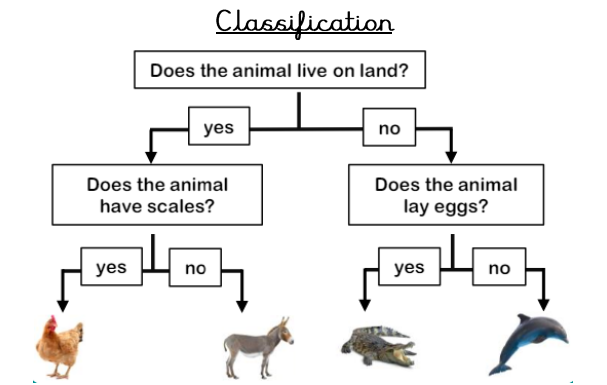 Classification
Does the animal live on land?
yes
no
Does the animal
have scales?
Does the animal
lay eggs?
yes
no
yes
no